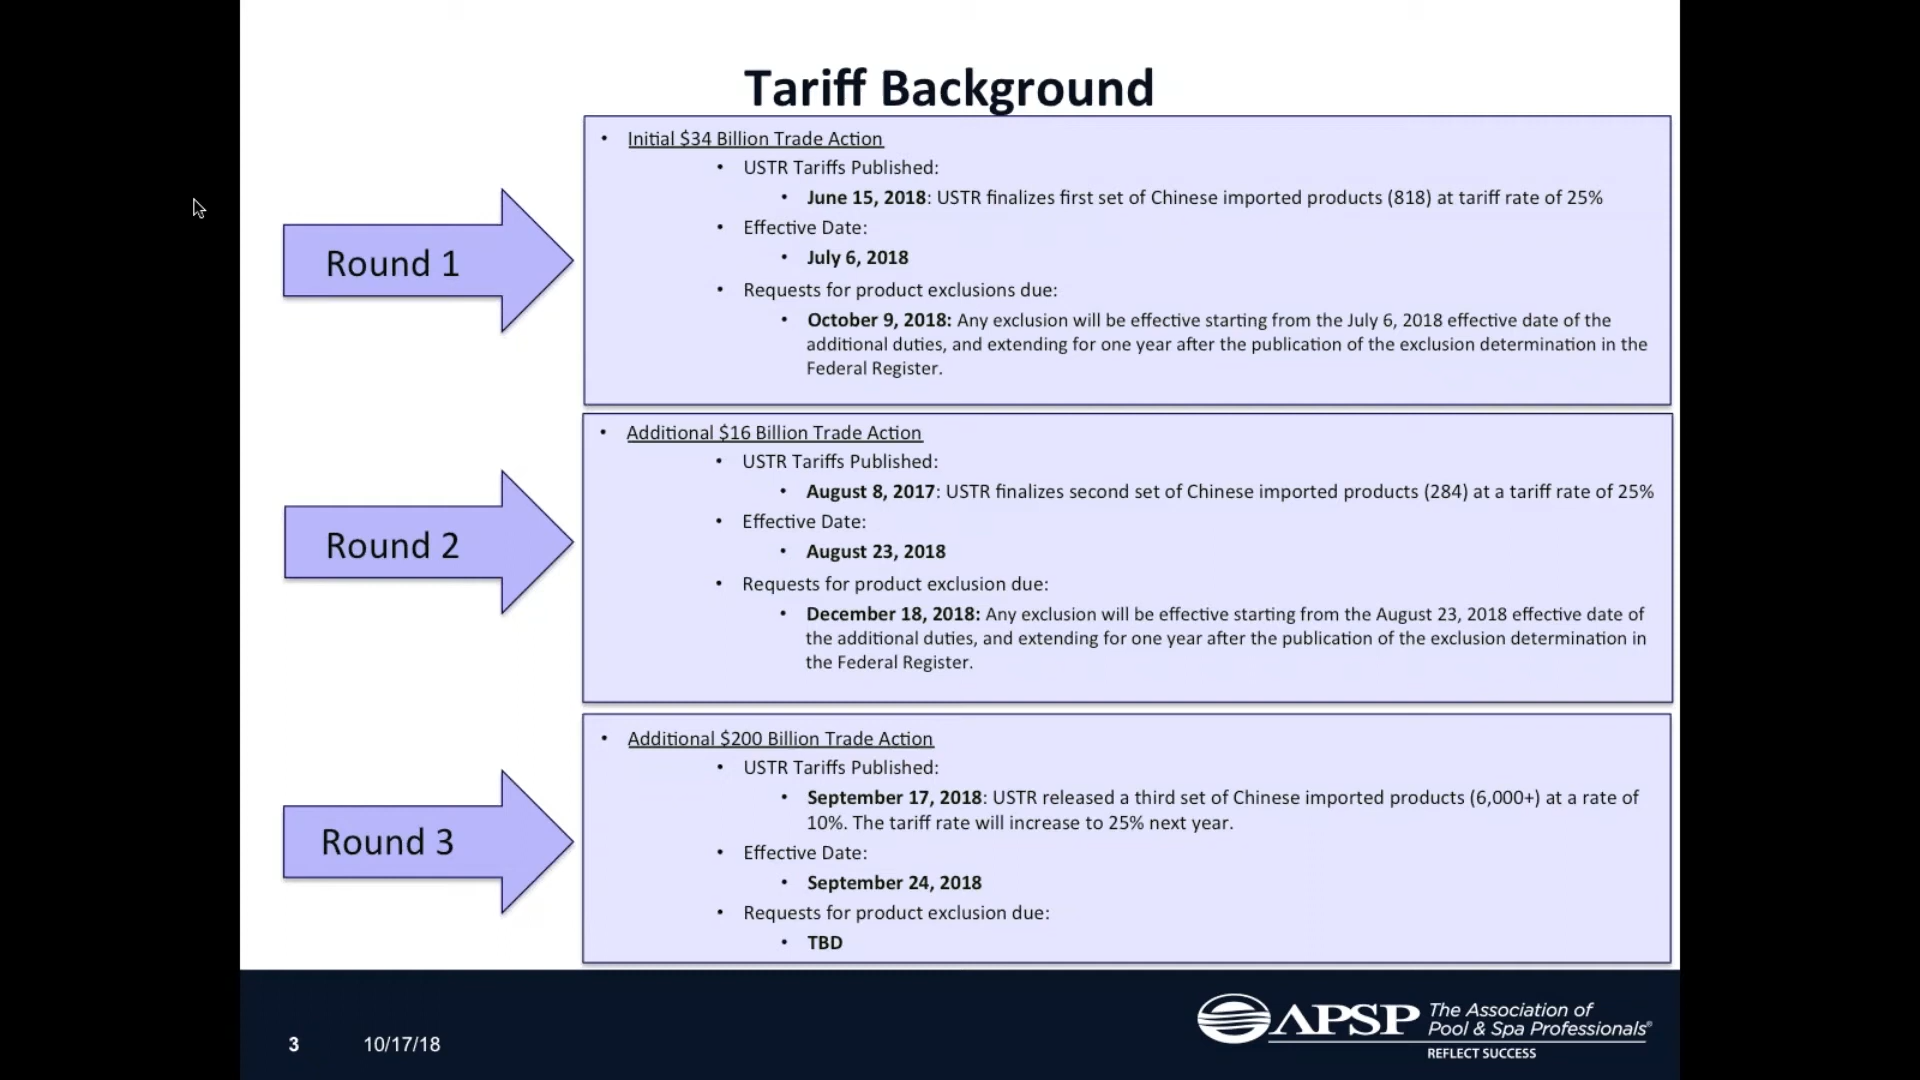 Tariff Background
Round 1
• Initial $34 Billion Trade Action
• USTR Tariffs Published:
• June 15, 2018: USTR finalizes first set of Chinese imported products (818) at tariff rate of 25%
• Effective Date:
• July 6, 2018
• Requests for product exclusions due:
• October 9, 2018: Any exclusion will be effective starting from the July 6, 2018 effective date of the
additional duties, and extending for one year after the publication of the exclusion determination in the
Federal Register.
Round 2
• Additional $16 Billion Trade Action
• USTR Tariffs Published:
• August 8, 2017: USTR finalizes second set of Chinese imported products (284) at a tariff rate of 25%
• Effective Date:
• August 23, 2018
• Requests for product exclusion due:
• December 18, 2018: Any exclusion will be effective starting from the August 23, 2018 effective date of
the additional duties, and extending for one year after the publication of the exclusion determination in
the Federal Register.
Round 3
• Additional $200 Billion Trade Action
• USTR Tariffs Published:
• September 17, 2018: USTR released a third set of Chinese imported products (6,000+) at a rate of
10%. The tariff rate will increase to 25% next year.
• Effective Date:
• September 24, 2018
• Requests for product exclusion due:
• TBD
3 10/17/18
APSP The Association of
Pool & Spa Professionals®
REFLECT SUCCESS